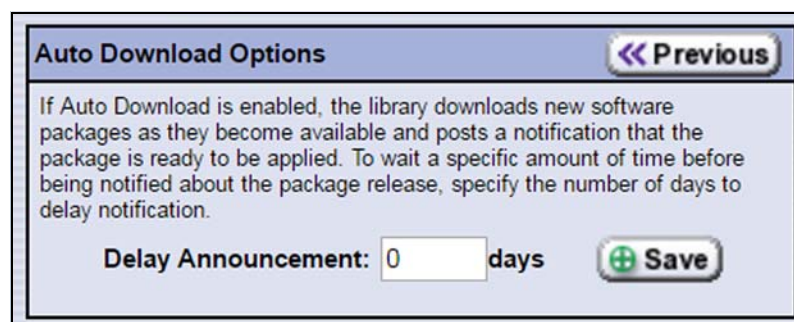 Auto Download Options
Previous
If Auto Download is enabled, the library downloads new software
packages as they become available and posts a notification that the
package is ready to be applied. To wait a specific amount of time before
being notified about the package release, specify the number of days to
delay notification.
Delay Announcement: 0 days Save